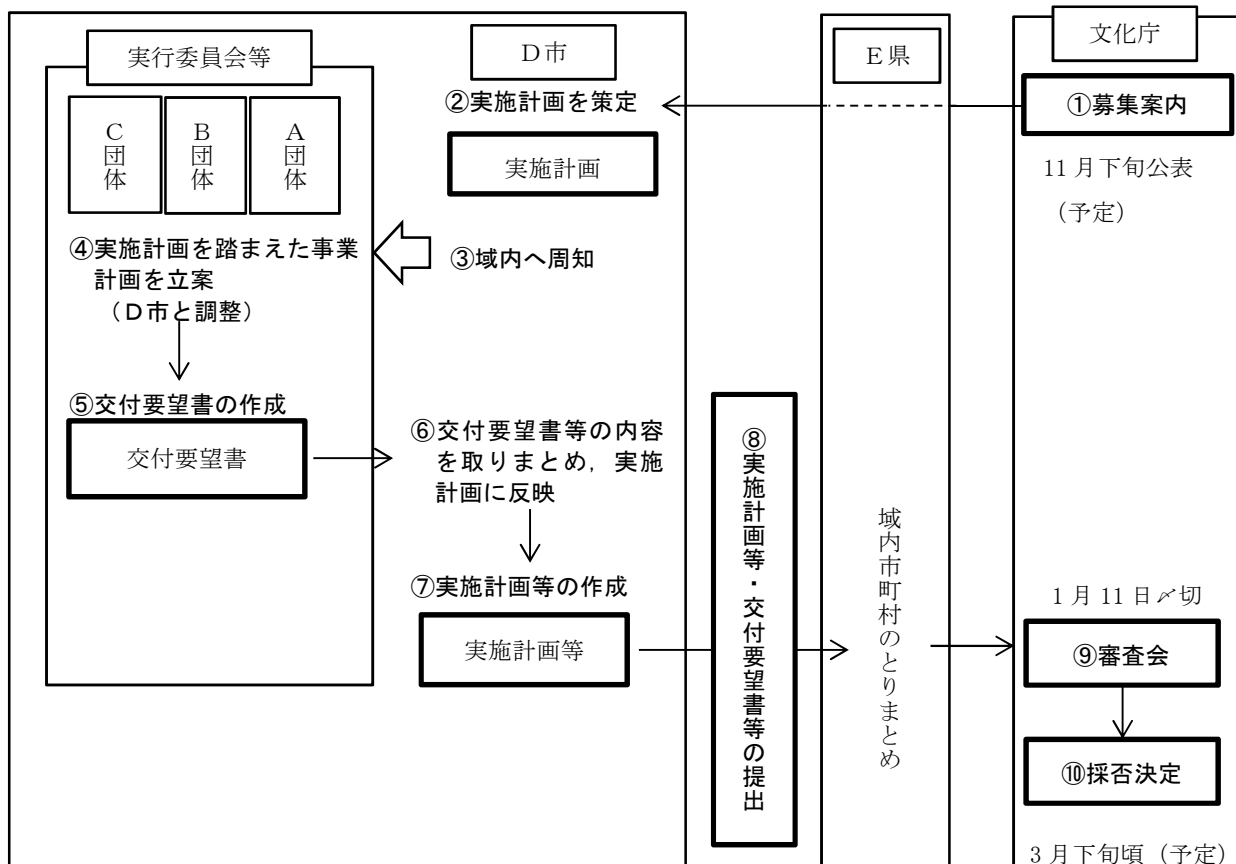 実行委員会等
D市
E県
文化庁
②実施計画を策定
①募集案内
C団体
B団体
A団体
実施計画
11月下旬公表
（予定）
④実施計画を踏まえた事業
計画を立案
（D市と調整）
③域内へ周知
⑤交付要望書の作成
交付要望書
⑥交付要望書等の内容
を取りまとめ，実施
計画に反映
⑦実施計画等の作成
実施計画等
⑧実施計画等・交付要望書等の提出
域内市町村のとりまとめ
1月11日〆切
⑨審査会
⑩採否決定
3月下旬頃（予定）